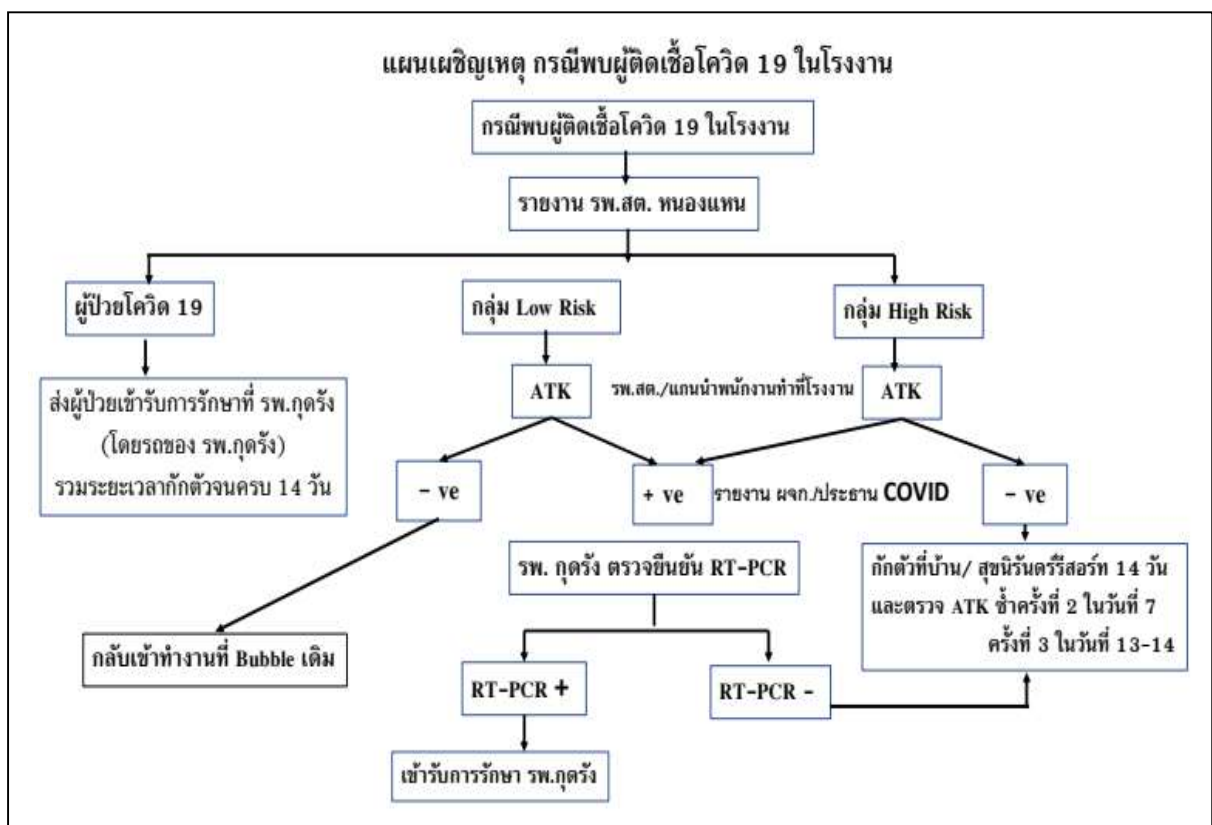 แผนเผชิญเหตุ กรณีพบผู้ติดเชื้อโควิด 19 ในโรงงาน
กรณีพบผู้ติดเชื้อโควิด 19 ในโรงงาน
รายงาน รพ.สต. หนองแหน
ผู้ป่วยโควิด 19
กลุ่ม Low Risk
กลุ่ม High Risk
ส่งผู้ป่วยเข้ารับการรักษาที่ รพ.กุดรัง
(โดยรถของ รพ.กุดรัง)
รวมระยะเวลากักตัวจนครบ 14 วัน
ATK
รพ.สต./แกนนำพนักงานทำที่โรงงาน
ATK
- ve
+ ve
รายงาน ผจก./ประธาน COVID
- ve
รพ. กุดรัง ตรวจยืนยัน RT-PCR
กักตัวที่บ้าน/ สุขนิรันดร์รีสอร์ท 14 วัน
และตรวจ ATK ซ้ำครั้งที่ 2 ในวันที่ 7
ครั้งที่ 3 ในวันที่ 13-14
กลับเข้าทำงานที่ Bubble เดิม
RT-PCR +
RT-PCR -
เข้ารับการรักษา รพ.กุดรัง